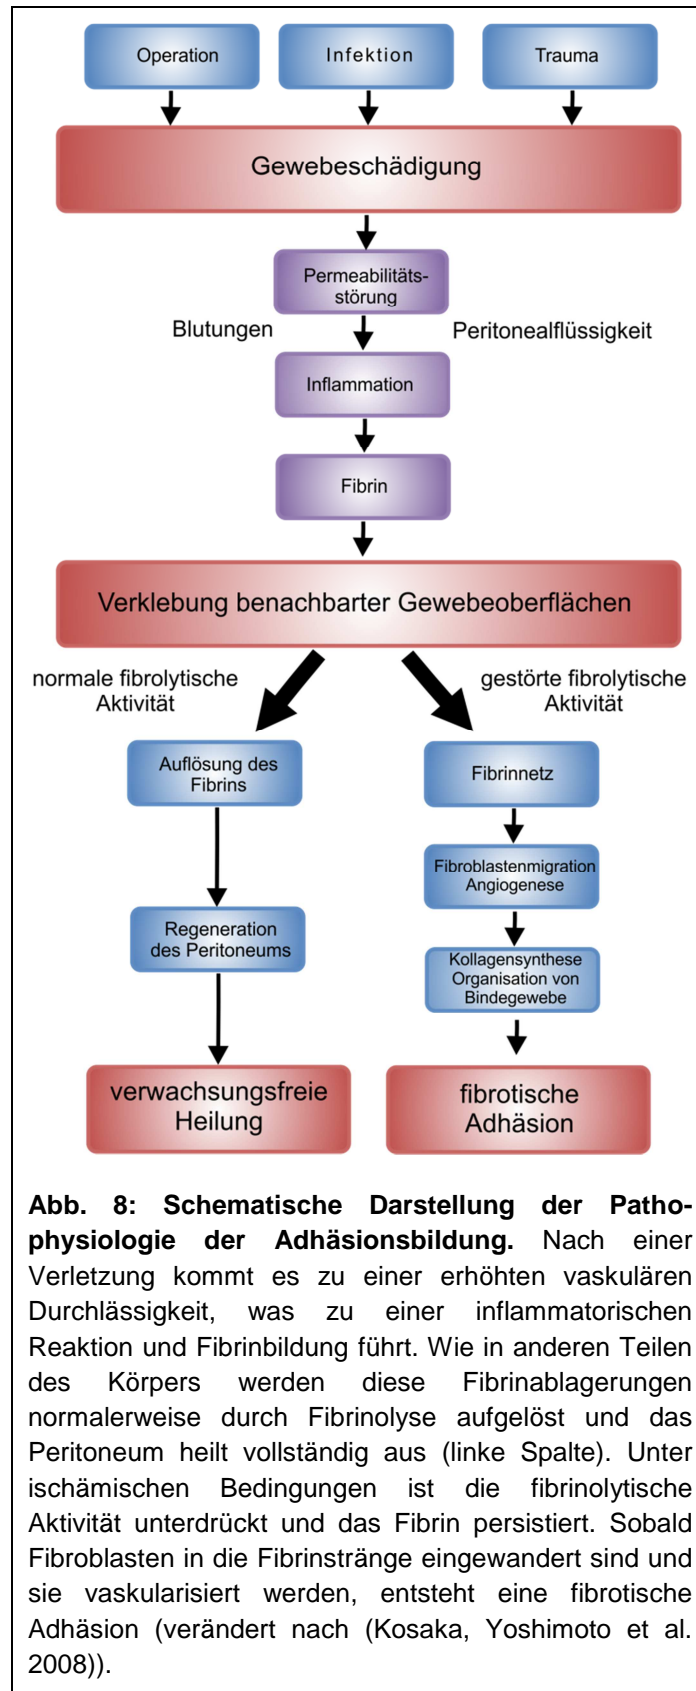 Operation
Infektion
Trauma
Gewebeschädigung
Permeabilitäts-
störung
Blutungen
Peritonealflüssigkeit
Inflammation
Fibrin
Verklebung benachbarter Gewebeoberflächen
normale fibrolytische
Aktivität
gestörte fibrolytische
Aktivität
Auflösung des
Fibrins
Fibrinnetz
Fibroblastenmigration
Angiogenese
Regeneration
des Peritoneums
Kollagensynthese
Organisation von
Bindegewebe
verwachsungsfreie
Heilung
fibrotische
Adhäsion
Abb. 8: Schematische Darstellung der Patho-
physiologie der Adhäsionsbildung. Nach einer
Verletzung kommt es zu einer erhöhten vaskulären
Durchlässigkeit, was zu einer inflammatorischen
Reaktion und Fibrinbildung führt. Wie in anderen Teilen
des Körpers werden diese Fibrinablagerungen
normalerweise durch Fibrinolyse aufgelöst und das
Peritoneum heilt vollständig aus (linke Spalte). Unter
ischämischen Bedingungen ist die fibrinolytische
Aktivität unterdrückt und das Fibrin persistiert. Sobald
Fibroblasten in die Fibrinstränge eingewandert sind und
sie vaskularisiert werden, entsteht eine fibrotische
Adhäsion (verändert nach (Kosaka, Yoshimoto et al.
2008)).